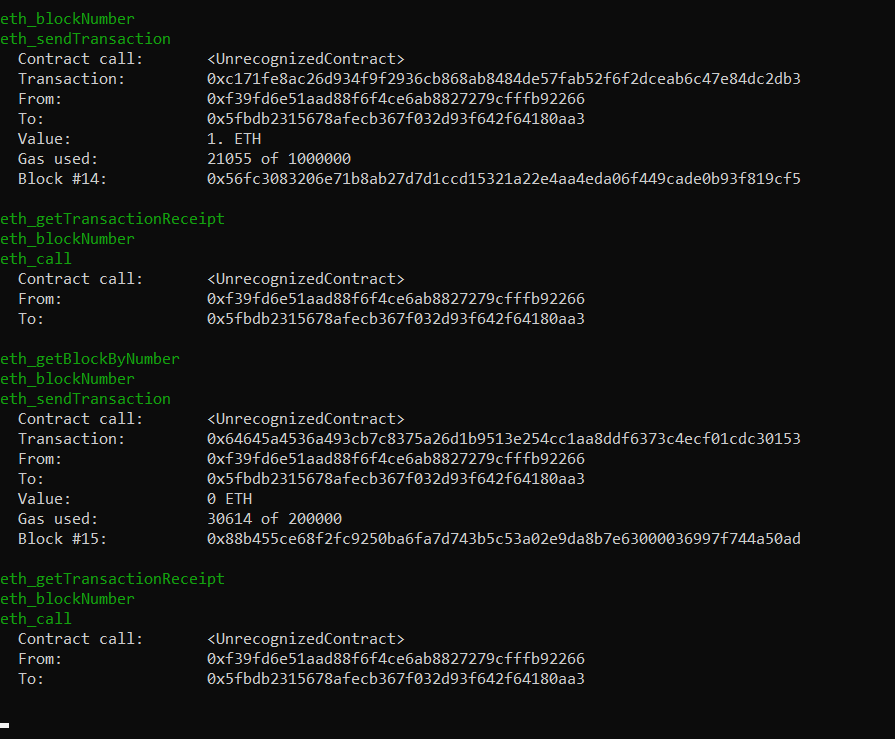 eth_blockNumber
eth_sendTransaction
Contract call: <UnrecognizedContract>
Transaction: 0xc171fe8ac26d934f9f2936cb868ab8484de57fab52f6f2dceab6c47e84dc2db3
From: 0xf39fd6e51aad88f6f4ce6ab8827279cfffb92266
To: 0x5fbdb2315678afecb367f032d93f642f64180aa3
Value: 1. ETH
Gas used: 21055 of 1000000
Block #14: 0x56fc3083206e71b8ab27d7d1ccd15321a22e4aa4eda06f449cade0b93f819cf5
eth_getTransactionReceipt
eth_blockNumber
eth_call
Contract call: <UnrecognizedContract>
From: 0xf39fd6e51aad88f6f4ce6ab8827279cfffb92266
To: 0x5fbdb2315678afecb367f032d93f642f64180aa3
eth_getBlockByNumber
eth_blockNumber
eth_sendTransaction
Contract call: <UnrecognizedContract>
Transaction: 0x64645a4536a493cb7c8375a26d1b9513e254cc1aa8ddf6373c4ecf01cdc30153
From: 0xf39fd6e51aad88f6f4ce6ab8827279cfffb92266
To: 0x5fbdb2315678afecb367f032d93f642f64180aa3
Value: 0 ETH
Gas used: 30614 of 200000
Block #15: 0x88b455ce68f2fc9250ba6fa7d743b5c53a02e9da8b7e63000036997f744a50ad
eth_getTransactionReceipt
eth_blockNumber
eth_call
Contract call: <UnrecognizedContract>
From: 0xf39fd6e51aad88f6f4ce6ab8827279cfffb92266
To: 0x5fbdb2315678afecb367f032d93f642f64180aa3